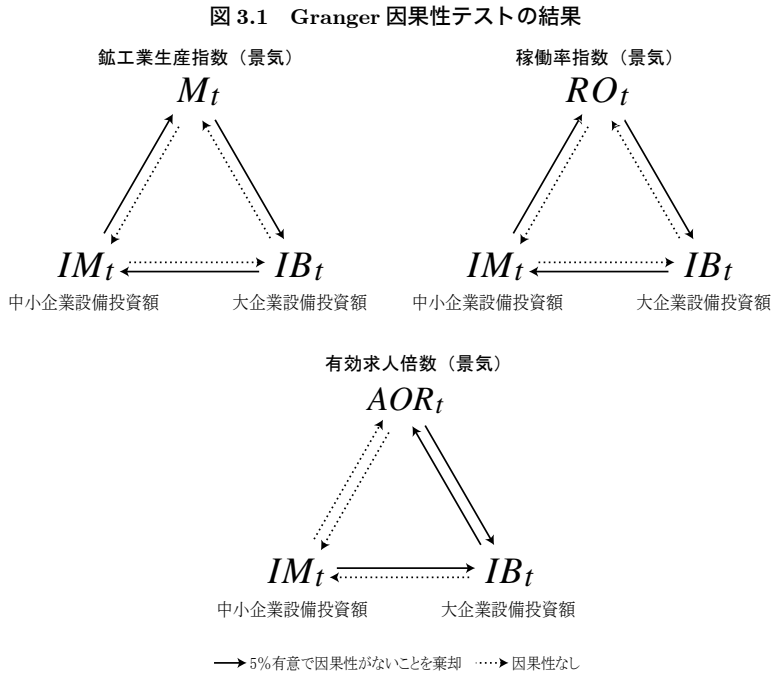 図 3.1 Granger 因果性テストの結果
鉱工業生産指数（景気）
M_t
IM_t
中小企業設備投資額
IB_t
大企業設備投資額
稼働率指数（景気）
RO_t
IM_t
中小企業設備投資額
IB_t
大企業設備投資額
有効求人倍数（景気）
AOR_t
IM_t
中小企業設備投資額
IB_t
大企業設備投資額
5%有意で因果性がないことを棄却
因果性なし